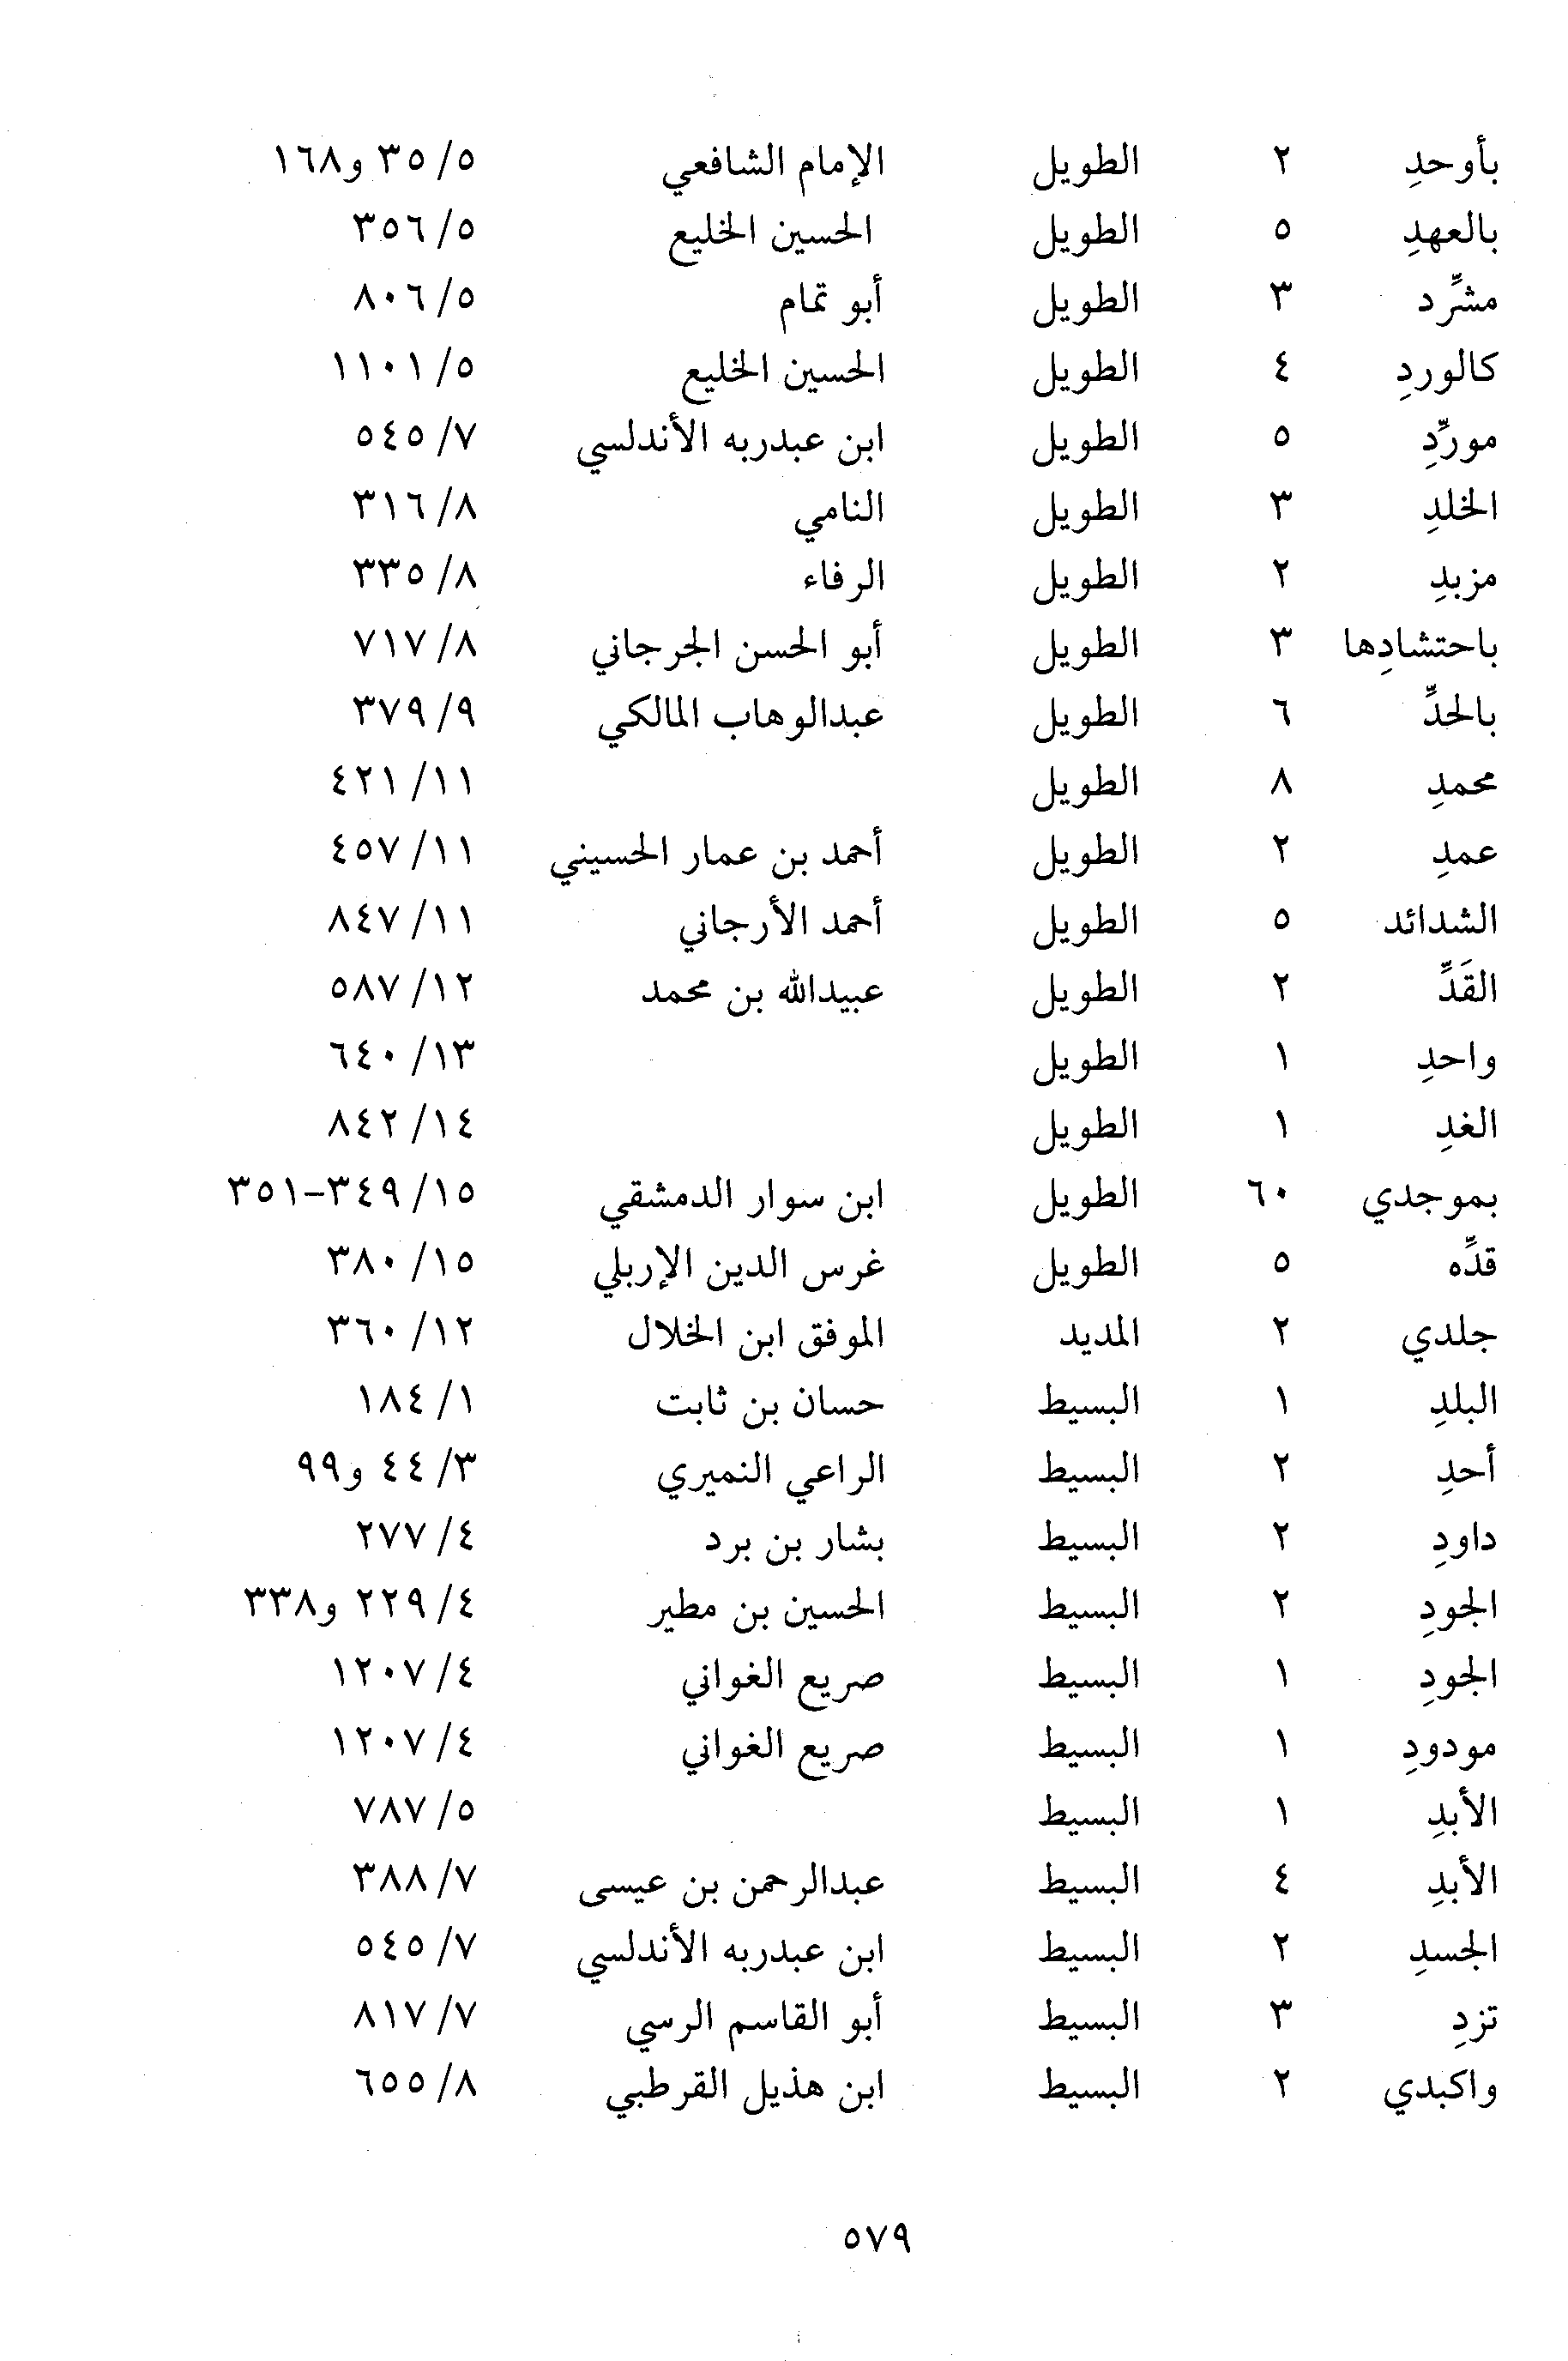 بأوحدِ ٢ الطويل الإمام الشافعي ٥/ ٣٥ و١٦٨
بالعهدِ ٥ الطويل الحسين الخليع ٥/ ٣٥٦
مشرِّد ٣ الطويل أبو تمام ٥/ ٨٠٦
كالوردِ ٤ الطويل الحسين الخليع ٥/ ١١٠١
مورِّدِ ٥ الطويل ابن عبدربه الأندلسي ٧/ ٥٤٥
الخلدِ ٣ الطويل النامي ٨/ ٣١٦
مزبدِ ٢ الطويل الرفاء ٨/ ٣٣٥
باحتشادِها ٣ الطويل أبو الحسن الجرجاني ٨/ ٧١٧
بالحدِّ ٦ الطويل عبدالوهاب المالكي ٩/ ٣٧٩
محمدِ ٨ الطويل ١١/ ٤٢١
عمدِ ٢ الطويل أحمد بن عمار الحسيني ١١/ ٤٥٧
الشدائد ٥ الطويل أحمد الأرجاني ١١/ ٨٤٧
القَدِّ ٢ الطويل عبيدالله بن محمد ١٢/ ٥٨٧
واحدِ ١ الطويل ١٣/ ٦٤٠
الغدِ ١ الطويل ١٤/ ٨٤٢
بموجدي ٦٠ الطويل ابن سوار الدمشقي ١٥/ ٣٤٩-٣٥١
قدِّه ٥ الطويل غرس الدين الإربلي ١٥/ ٣٨٠
جلدي ٢ المديد الموفق ابن الخلال ١٢/ ٣٦٠
البلدِ ١ البسيط حسان بن ثابت ١/ ١٨٤
أحدِ ٢ البسيط الراعي النميري ٣/ ٤٤ و٩٩
داودِ ٢ البسيط بشار بن برد ٤/ ٢٧٧
الجودِ ٢ البسيط الحسين بن مطير ٤/ ٢٢٩ و٣٣٨
الجودِ ١ البسيط صريع الغواني ٤/ ١٢٠٧
مودودِ ١ البسيط صريع الغواني ٤/ ١٢٠٧
الأبدِ ١ البسيط ٥/ ٧٨٧
الأبدِ ٤ البسيط عبدالرحمن بن عيسى ٧/ ٣٨٨
الجسدِ ٢ البسيط ابن عبدربه الأندلسي ٧/ ٥٤٥
تزدِ ٣ البسيط أبو القاسم الرسي ٧/ ٨١٧
واكبدي ٢ البسيط ابن هذيل القرطبي ٨/ ٦٥٥
٥٧٩